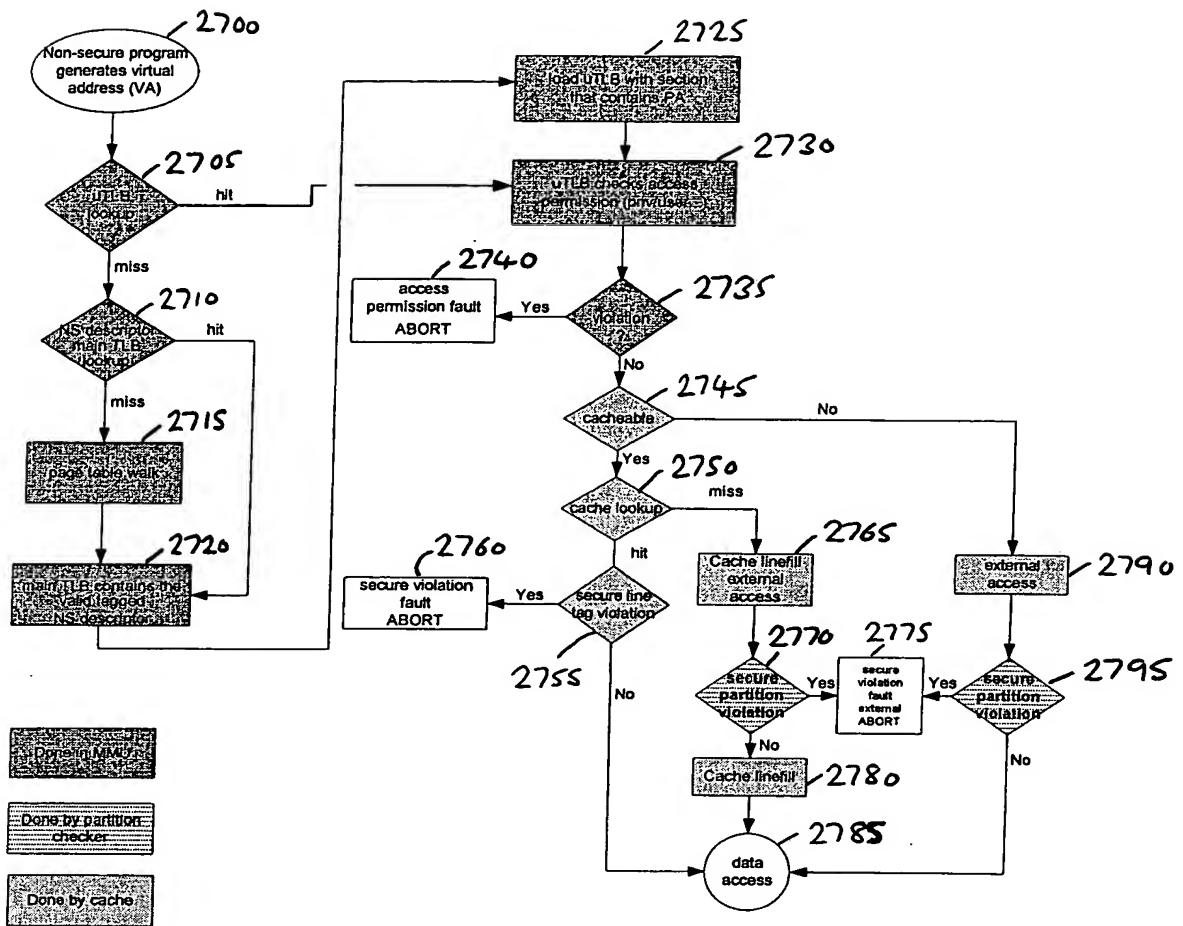 2700
Non-secure program
generates virtual
address (VA)
2705
uTLB
lookup
hit
miss
2710
NS descriptor
main TLB
lookup
hit
miss
2715
page table walk
2720
main TLB contains the
valid tagged
NS descriptor
2725
load uTLB with section
that contains PA
2730
uTLB checks access
permission (priv/user...)
2735
violation
?
Yes
2740
access
permission fault
ABORT
No
2745
cacheable
No
Yes
2750
cache lookup
miss
hit
2755
secure line
tag violation
Yes
2760
secure violation
fault
ABORT
No
2765
Cache linefill
external
access
2770
secure
partition
violation
Yes
2775
secure
violation
fault
external
ABORT
No
2780
Cache linefill
2785
data
access
2790
external
access
2795
secure
partition
violation
Yes
No
Done in MMU
Done by partition
checker
Done by cache